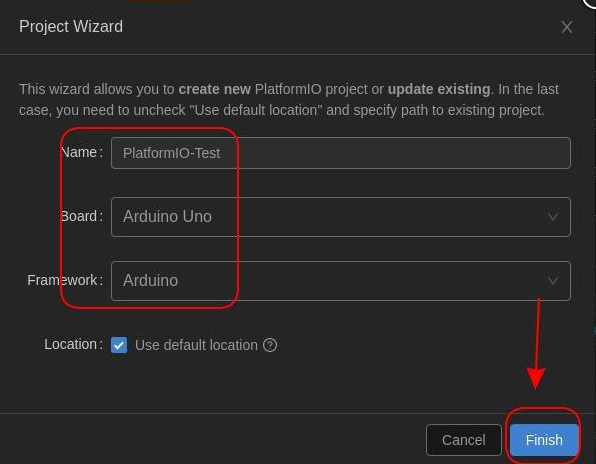 Project Wizard
This wizard allows you to create new PlatformIO project or update existing. In the last
case, you need to uncheck "Use default location" and specify path to existing project.
Name: PlatformIO-Test
Board: Arduino Uno
Framework: Arduino
Location: Use default location
Cancel Finish